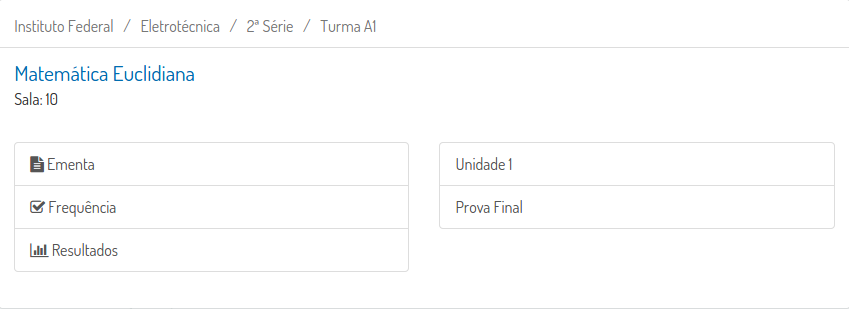 Instituto Federal / Eletrotécnica / 2ª Série / Turma A1
Matemática Euclidiana
Sala: 10
Ementa
Frequência
Resultados
Unidade 1
Prova Final